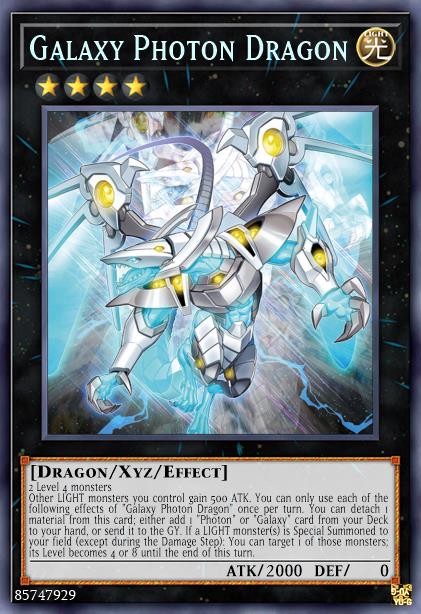 Galaxy Photon Dragon
LIGHT
光
[Dragon/Xyz/Effect]
2 Level 4 monsters
Other LIGHT monsters you control gain 500 ATK. You can only use each of the
following effects of "Galaxy Photon Dragon" once per turn. You can detach 1
material from this card; either add 1 "Photon" or "Galaxy" card from your Deck
to your hand, or send it to the GY. If a LIGHT monster(s) is Special Summoned to
your field (except during the Damage Step): You can target 1 of those monsters;
its Level becomes 4 or 8 until the end of this turn.
ATK/2000 DEF/ 0
85747929